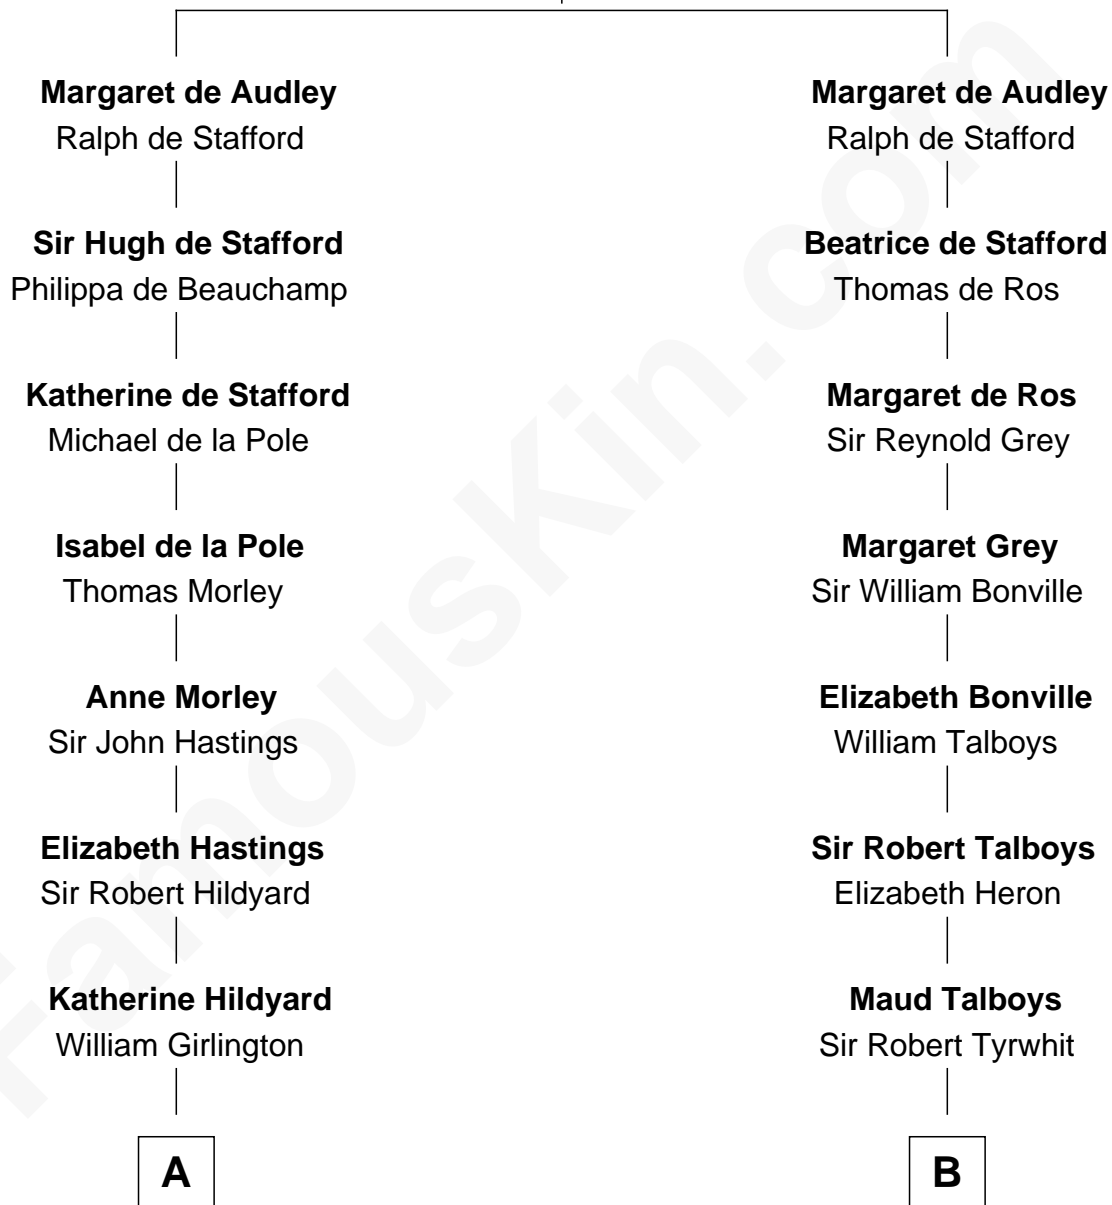 Margaret de Audley
Ralph de Stafford
Sir Hugh de Stafford
Philippa de Beauchamp
Katherine de Stafford
Michael de la Pole
Isabel de la Pole
Thomas Morley
Anne Morley
Sir John Hastings
Elizabeth Hastings
Sir Robert Hildyard
Katherine Hildyard
William Girlington
A
Margaret de Audley
Ralph de Stafford
Beatrice de Stafford
Thomas de Ros
Margaret de Ros
Sir Reynold Grey
Margaret Grey
Sir William Bonville
Elizabeth Bonville
William Talboys
Sir Robert Talboys
Elizabeth Heron
Maud Talboys
Sir Robert Tyrwhit
B
FamousKin.com